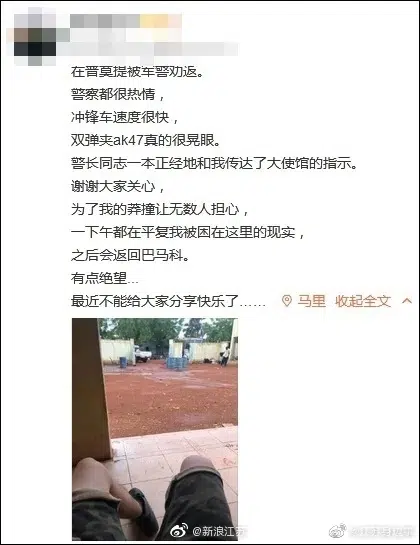 在晋莫提被军警劝返。
警察都很热情，
冲锋车速度很快，
双弹夹ak47真的很晃眼。
警长同志一本正经地和我传达了大使馆的指示。
谢谢大家关心，
为了我的莽撞让无数人担心，
一下午都在平复我被困在这里的现实，
之后会返回巴马科。
有点绝望...
最近不能给大家分享快乐了…… 马里 收起全文
@新浪江苏